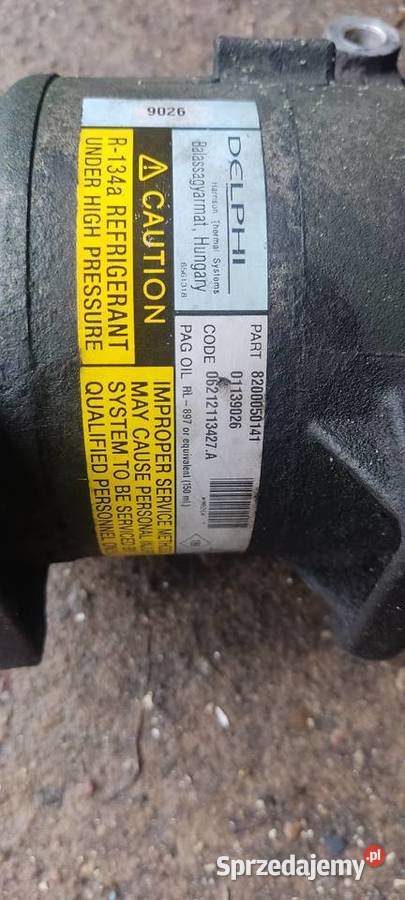 9026
DELPHI
Harrison Thermal Systems
Balassagyarmat, Hungary
6561318
CAUTION
R-134a REFRIGERANT
UNDER HIGH PRESSURE
PART 8200050141
01139026
CODE 06212113427.A
PAG OIL RL-897 or equivalent (150 mL)
IMPROPER SERVICE
MAY CAUSE PERSONAL
SYSTEM TO BE SERVICED
QUALIFIED PERSONNEL
Sprzedajemy.pl